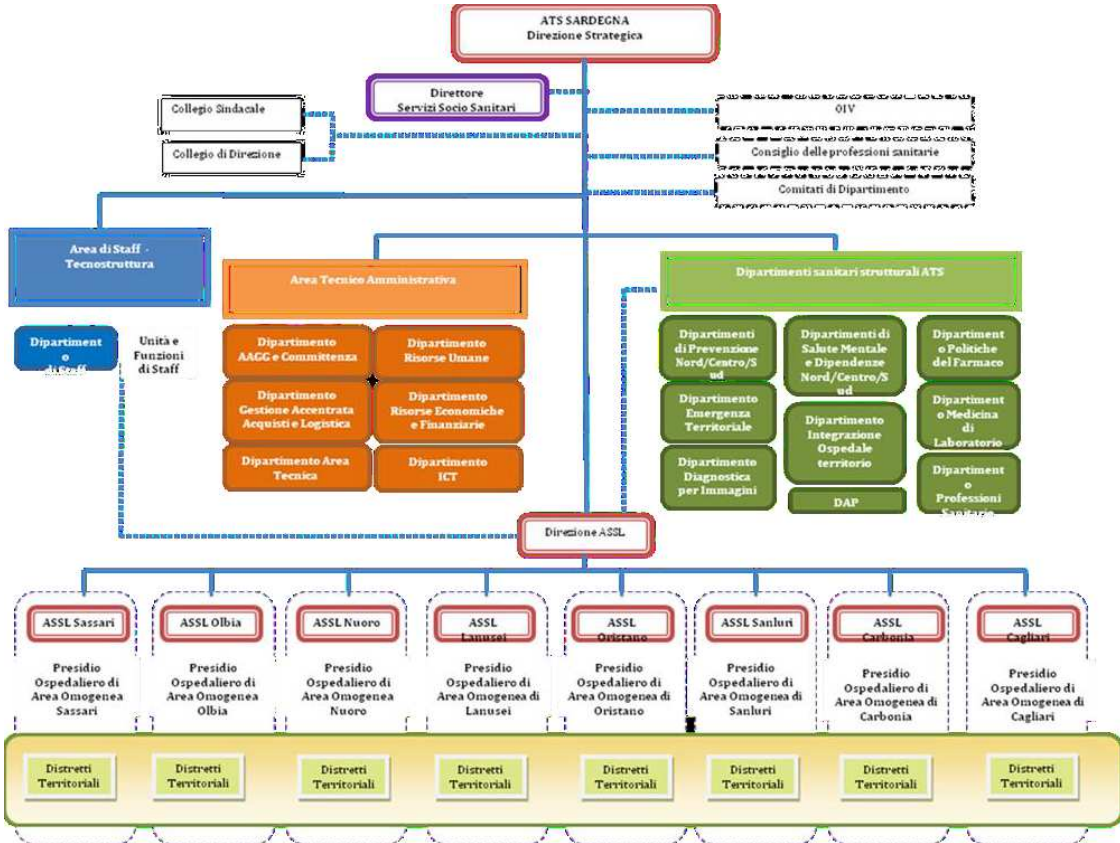 ATS SARDEGNA
Direzione Strategica
Direttore
Servizi Socio Sanitari
Collegio Sindacale
Collegio di Direzione
OIV
Consiglio delle professioni sanitarie
Comitati di Dipartimento
Area di Staff -
Tecnostruttura
Area Tecnico Amministrativa
Dipartimenti sanitari strutturali ATS
Dipartiment
o
di Staff
Unità e
Funzioni
di Staff
Dipartimento
AAGG e Committenza
Dipartimento
Risorse Umane
Dipartimento
Gestione Accentrata
Acquisti e Logistica
Dipartimento
Risorse Economiche
e Finanziarie
Dipartimento Area
Tecnica
Dipartimento
ICT
Dipartimenti
di Prevenzione
Nord/Centro/S
ud
Dipartimenti di
Salute Mentale
e Dipendenze
Nord/Centro/S
ud
Dipartiment
o Politiche
del Farmaco
Dipartimento
Emergenza
Territoriale
Dipartimento
Integrazione
Ospedale
territorio
Dipartiment
o Medicina
di
Laboratorio
Dipartimento
Diagnostica
per Immagini
DAP
Dipartiment
o
Professioni
Sanitarie
Direzione ASSL
ASSL Sassari
ASSL Olbia
ASSL Nuoro
ASSL
Lanusei
ASSL
Oristano
ASSL Sanluri
ASSL
Carbonia
ASSL
Cagliari
Presidio
Ospedaliero di
Area Omogenea
Sassari
Presidio
Ospedaliero di
Area Omogenea
Olbia
Presidio
Ospedaliero di
Area Omogenea
Nuoro
Presidio
Ospedaliero di
Area Omogenea di
Lanusei
Presidio
Ospedaliero di
Area Omogenea di
Oristano
Presidio
Ospedaliero di
Area Omogenea di
Sanluri
Presidio
Ospedaliero di
Area Omogenea di
Carbonia
Presidio
Ospedaliero di
Area Omogenea di
Cagliari
Distretti
Territoriali
Distretti
Territoriali
Distretti
Territoriali
Distretti
Territoriali
Distretti
Territoriali
Distretti
Territoriali
Distretti
Territoriali
Distretti
Territoriali